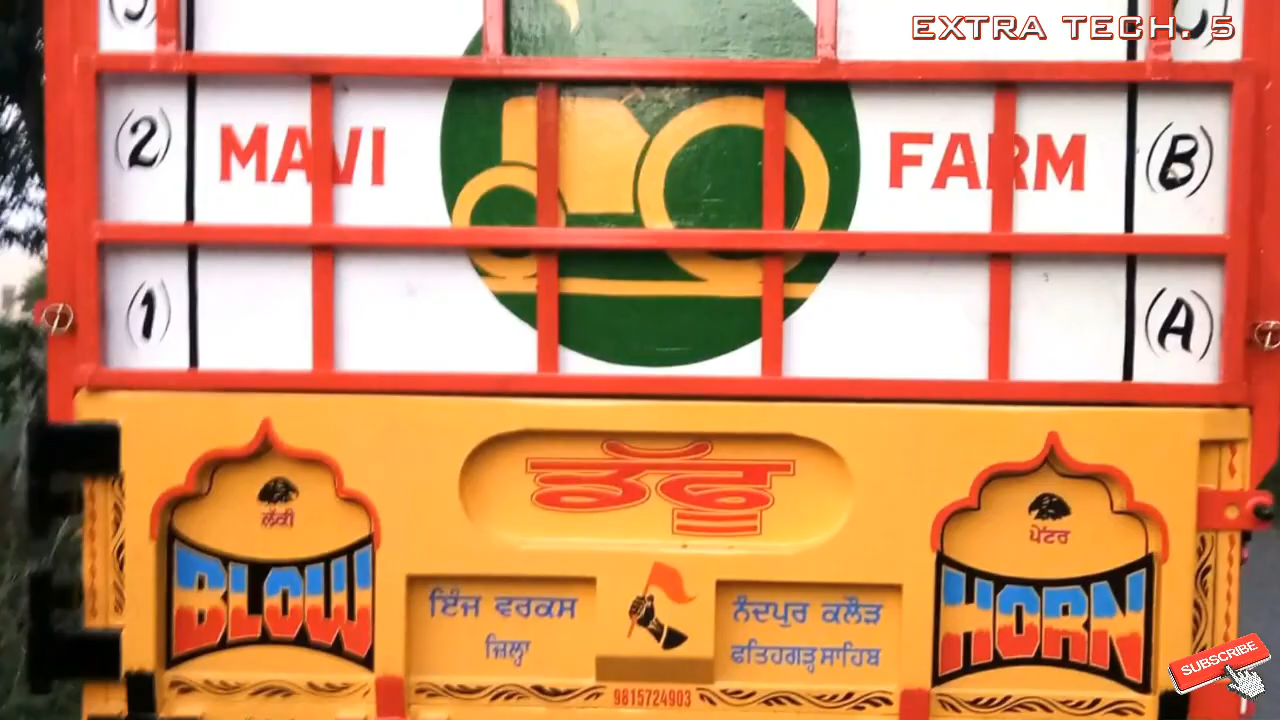 EXTRA TECH. 5
(2) MAVI FARM (B)
(1) (A)
ਡੱਫੂ
ਲੱਕੀ
ਪੇਂਟਰ
BLOW
HORN
ਇੰਜ ਵਰਕਸ
ਜ਼ਿਲ੍ਹਾ
ਨੰਦਪੁਰ ਕਲੌੜ
ਫਤਿਹਗੜ੍ਹ ਸਾਹਿਬ
9815724903
SUBSCRIBE